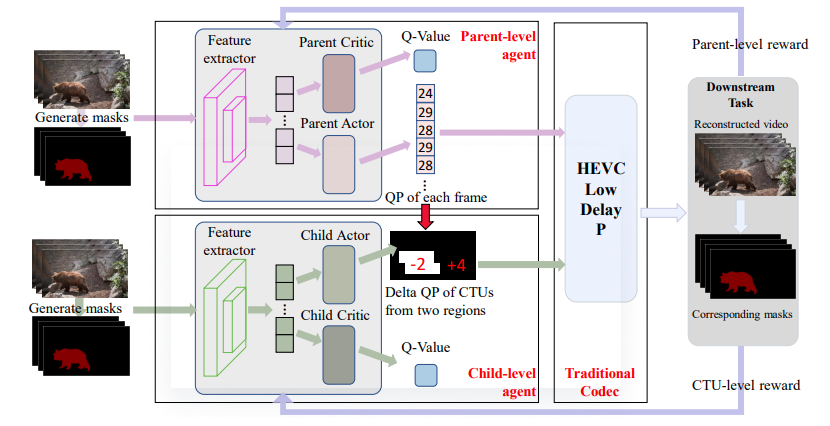 Generate masks
Feature
extractor
Parent Critic
Parent Actor
Q-Value
Parent-level
agent
24
29
28
29
28
QP of each frame
Generate masks
Feature
extractor
Child Actor
Child Critic
-2
+4
Delta QP of CTUs
from two regions
Q-Value
Child-level
agent
HEVC
Low
Delay
P
Traditional
Codec
Parent-level reward
Downstream
Task
Reconstructed video
Corresponding masks
CTU-level reward